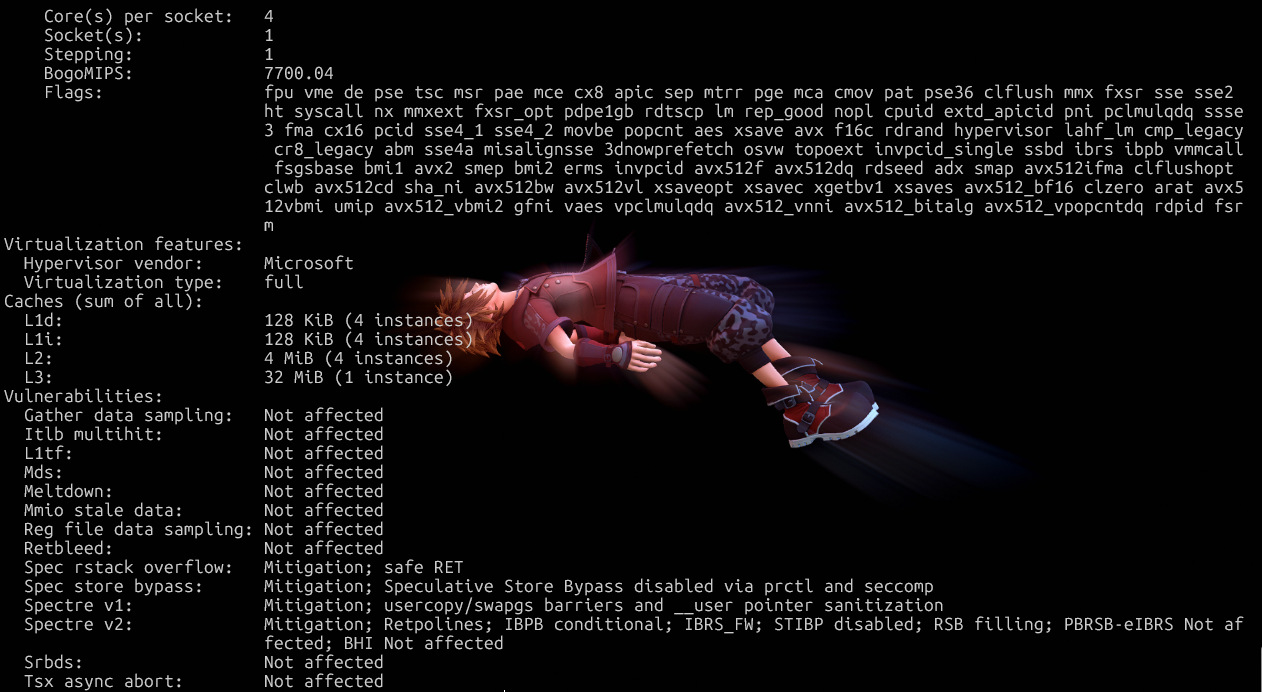 Core(s) per socket: 4
Socket(s): 1
Stepping: 1
BogoMIPS: 7700.04
Flags: fpu vme de pse tsc msr pae mce cx8 apic sep mtrr pge mca cmov pat pse36 clflush mmx fxsr sse sse2
ht syscall nx mmxext fxsr_opt pdpe1gb rdtscp lm rep_good nopl cpuid extd_apicid pni pclmulqdq ssse
3 fma cx16 pcid sse4_1 sse4_2 movbe popcnt aes xsave avx f16c rdrand hypervisor lahf_lm cmp_legacy
cr8_legacy abm sse4a misalignsse 3dnowprefetch osvw topoext invpcid_single ssbd ibrs ibpb vmmcall
fsgsbase bmi1 avx2 smep bmi2 erms invpcid avx512f avx512dq rdseed adx smap avx512ifma clflushopt
clwb avx512cd sha_ni avx512bw avx512vl xsaveopt xsavec xgetbv1 xsaves avx512_bf16 clzero arat avx5
12vbmi umip avx512_vbmi2 gfni vaes vpclmulqdq avx512_vnni avx512_bitalg avx512_vpopcntdq rdpid fsr
m
Virtualization features:
Hypervisor vendor: Microsoft
Virtualization type: full
Caches (sum of all):
L1d: 128 KiB (4 instances)
L1i: 128 KiB (4 instances)
L2: 4 MiB (4 instances)
L3: 32 MiB (1 instance)
Vulnerabilities:
Gather data sampling: Not affected
Itlb multihit: Not affected
L1tf: Not affected
Mds: Not affected
Meltdown: Not affected
Mmio stale data: Not affected
Reg file data sampling: Not affected
Retbleed: Not affected
Spec rstack overflow: Mitigation; safe RET
Spec store bypass: Mitigation; Speculative Store Bypass disabled via prctl and seccomp
Spectre v1: Mitigation; usercopy/swapgs barriers and __user pointer sanitization
Spectre v2: Mitigation; Retpolines; IBPB conditional; IBRS_FW; STIBP disabled; RSB filling; PBRSB-eIBRS Not af
fected; BHI Not affected
Srbds: Not affected
Tsx async abort: Not affected